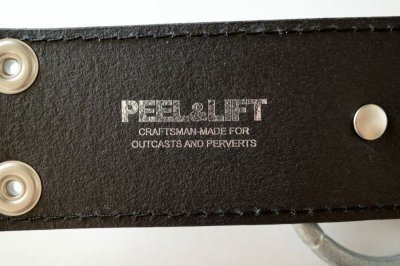 PEEL&LIFT
CRAFTSMAN-MADE FOR
OUTCASTS AND PERVERTS